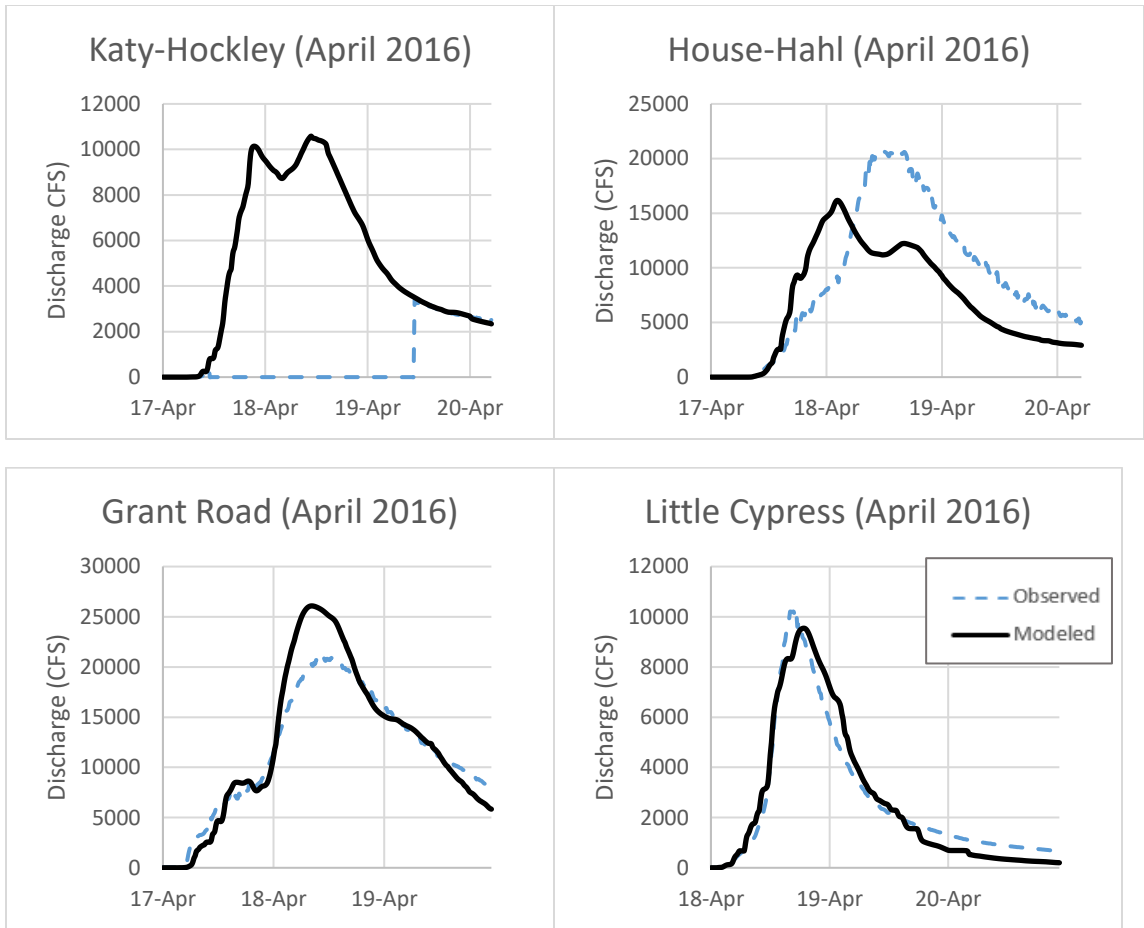 Katy-Hockley (April 2016)
Discharge CFS)
12000
10000
8000
6000
4000
2000
0
17-Apr 18-Apr 19-Apr 20-Apr
House-Hahl (April 2016)
Discharge (CFS)
25000
20000
15000
10000
5000
0
17-Apr 18-Apr 19-Apr 20-Apr
Grant Road (April 2016)
Discharge (CFS)
30000
25000
20000
15000
10000
5000
0
17-Apr 18-Apr 19-Apr
Little Cypress (April 2016)
Discharge (CFS)
12000
10000
8000
6000
4000
2000
0
18-Apr 19-Apr 20-Apr
Observed
Modeled